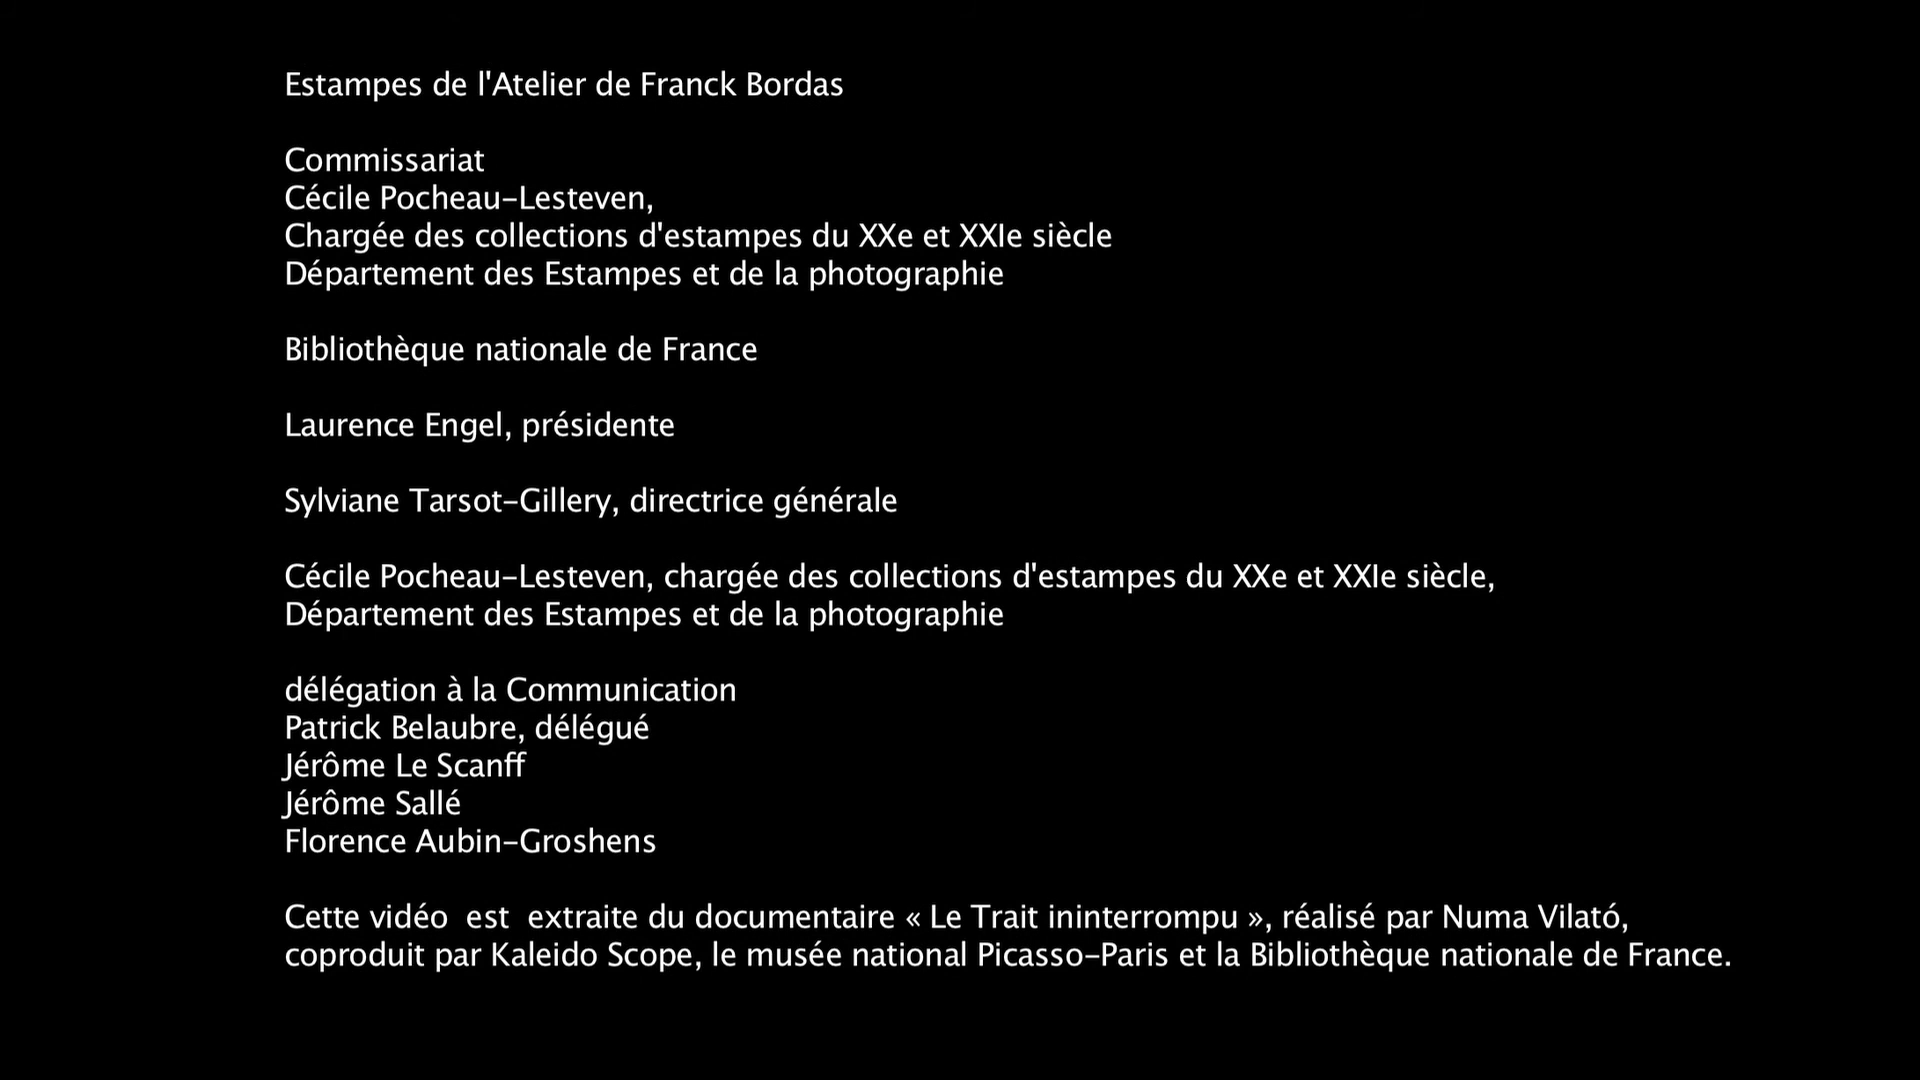 Estampes de l'Atelier de Franck Bordas
Commissariat
Cécile Pocheau-Lesteven,
Chargée des collections d'estampes du XXe et XXIe siècle
Département des Estampes et de la photographie
Bibliothèque nationale de France
Laurence Engel, présidente
Sylviane Tarsot-Gillery, directrice générale
Cécile Pocheau-Lesteven, chargée des collections d'estampes du XXe et XXIe siècle,
Département des Estampes et de la photographie
délégation à la Communication
Patrick Belaubre, délégué
Jérôme Le Scanff
Jérôme Sallé
Florence Aubin-Groshens
Cette vidéo  est  extraite du documentaire « Le Trait ininterrompu », réalisé par Numa Vilató,
coproduit par Kaleido Scope, le musée national Picasso-Paris et la Bibliothèque nationale de France.